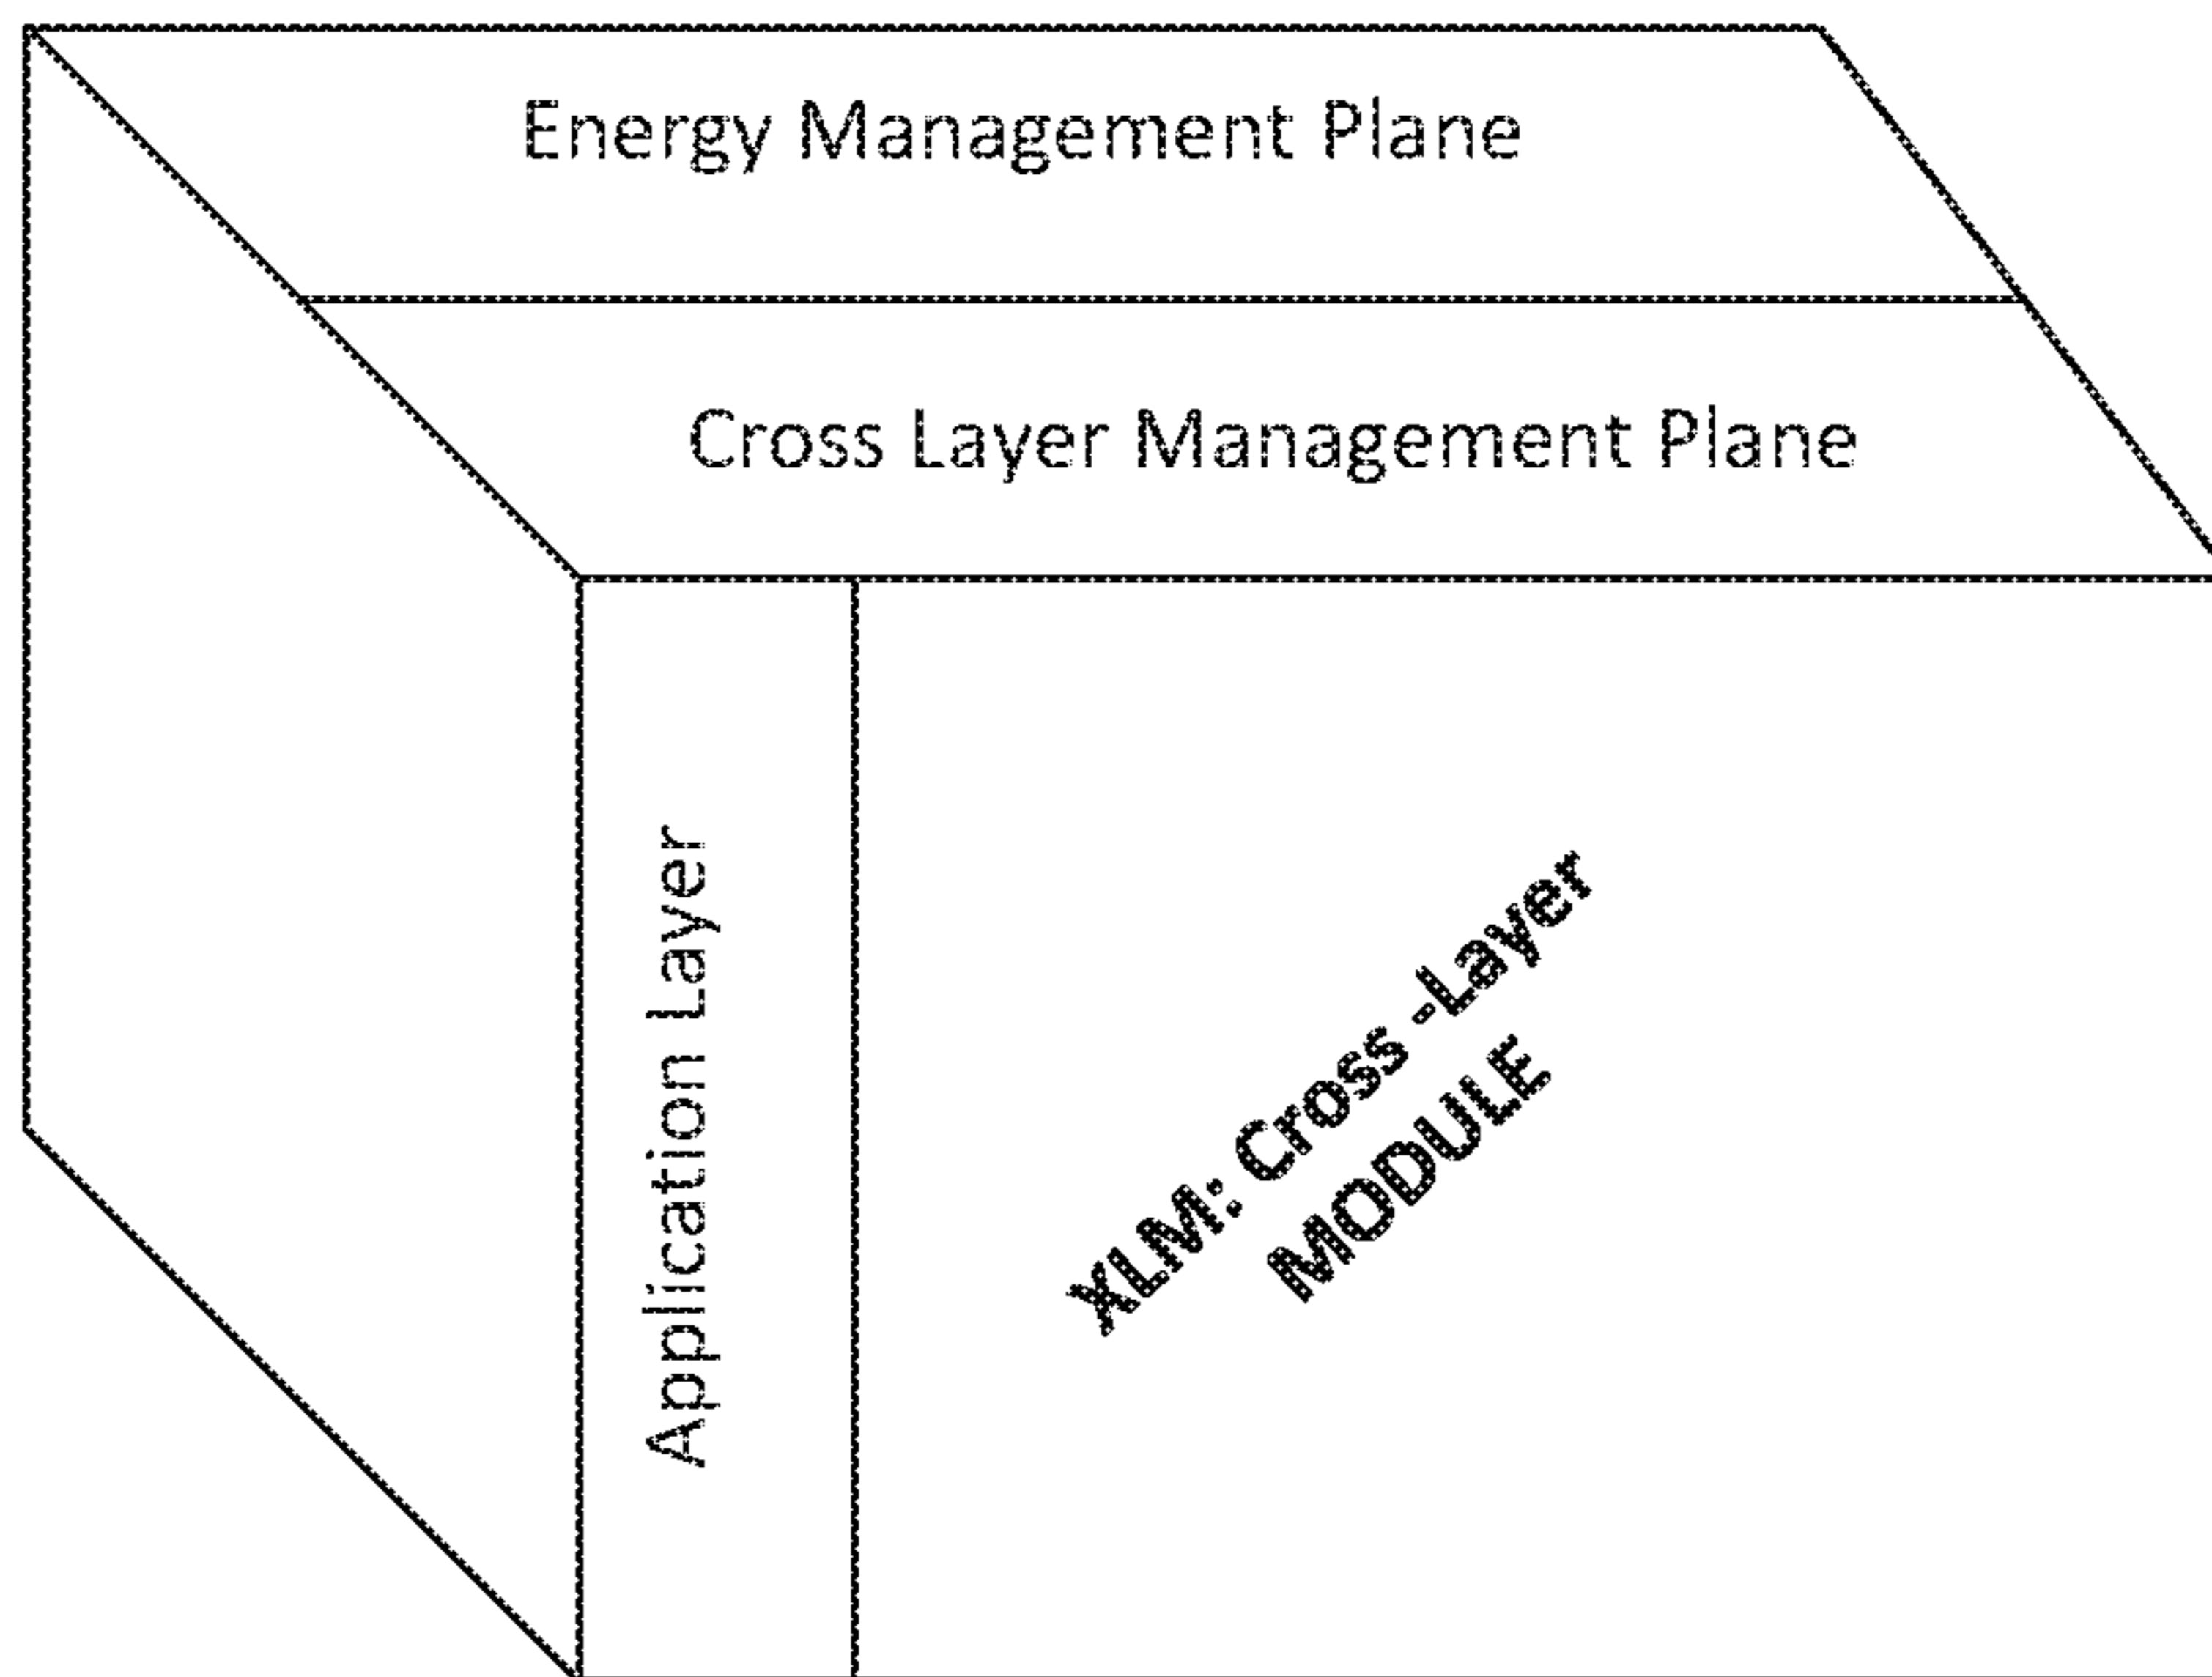 Energy Management Plane
Cross Layer Management Plane
Application Layer
XLM: Cross -Layer
MODULE